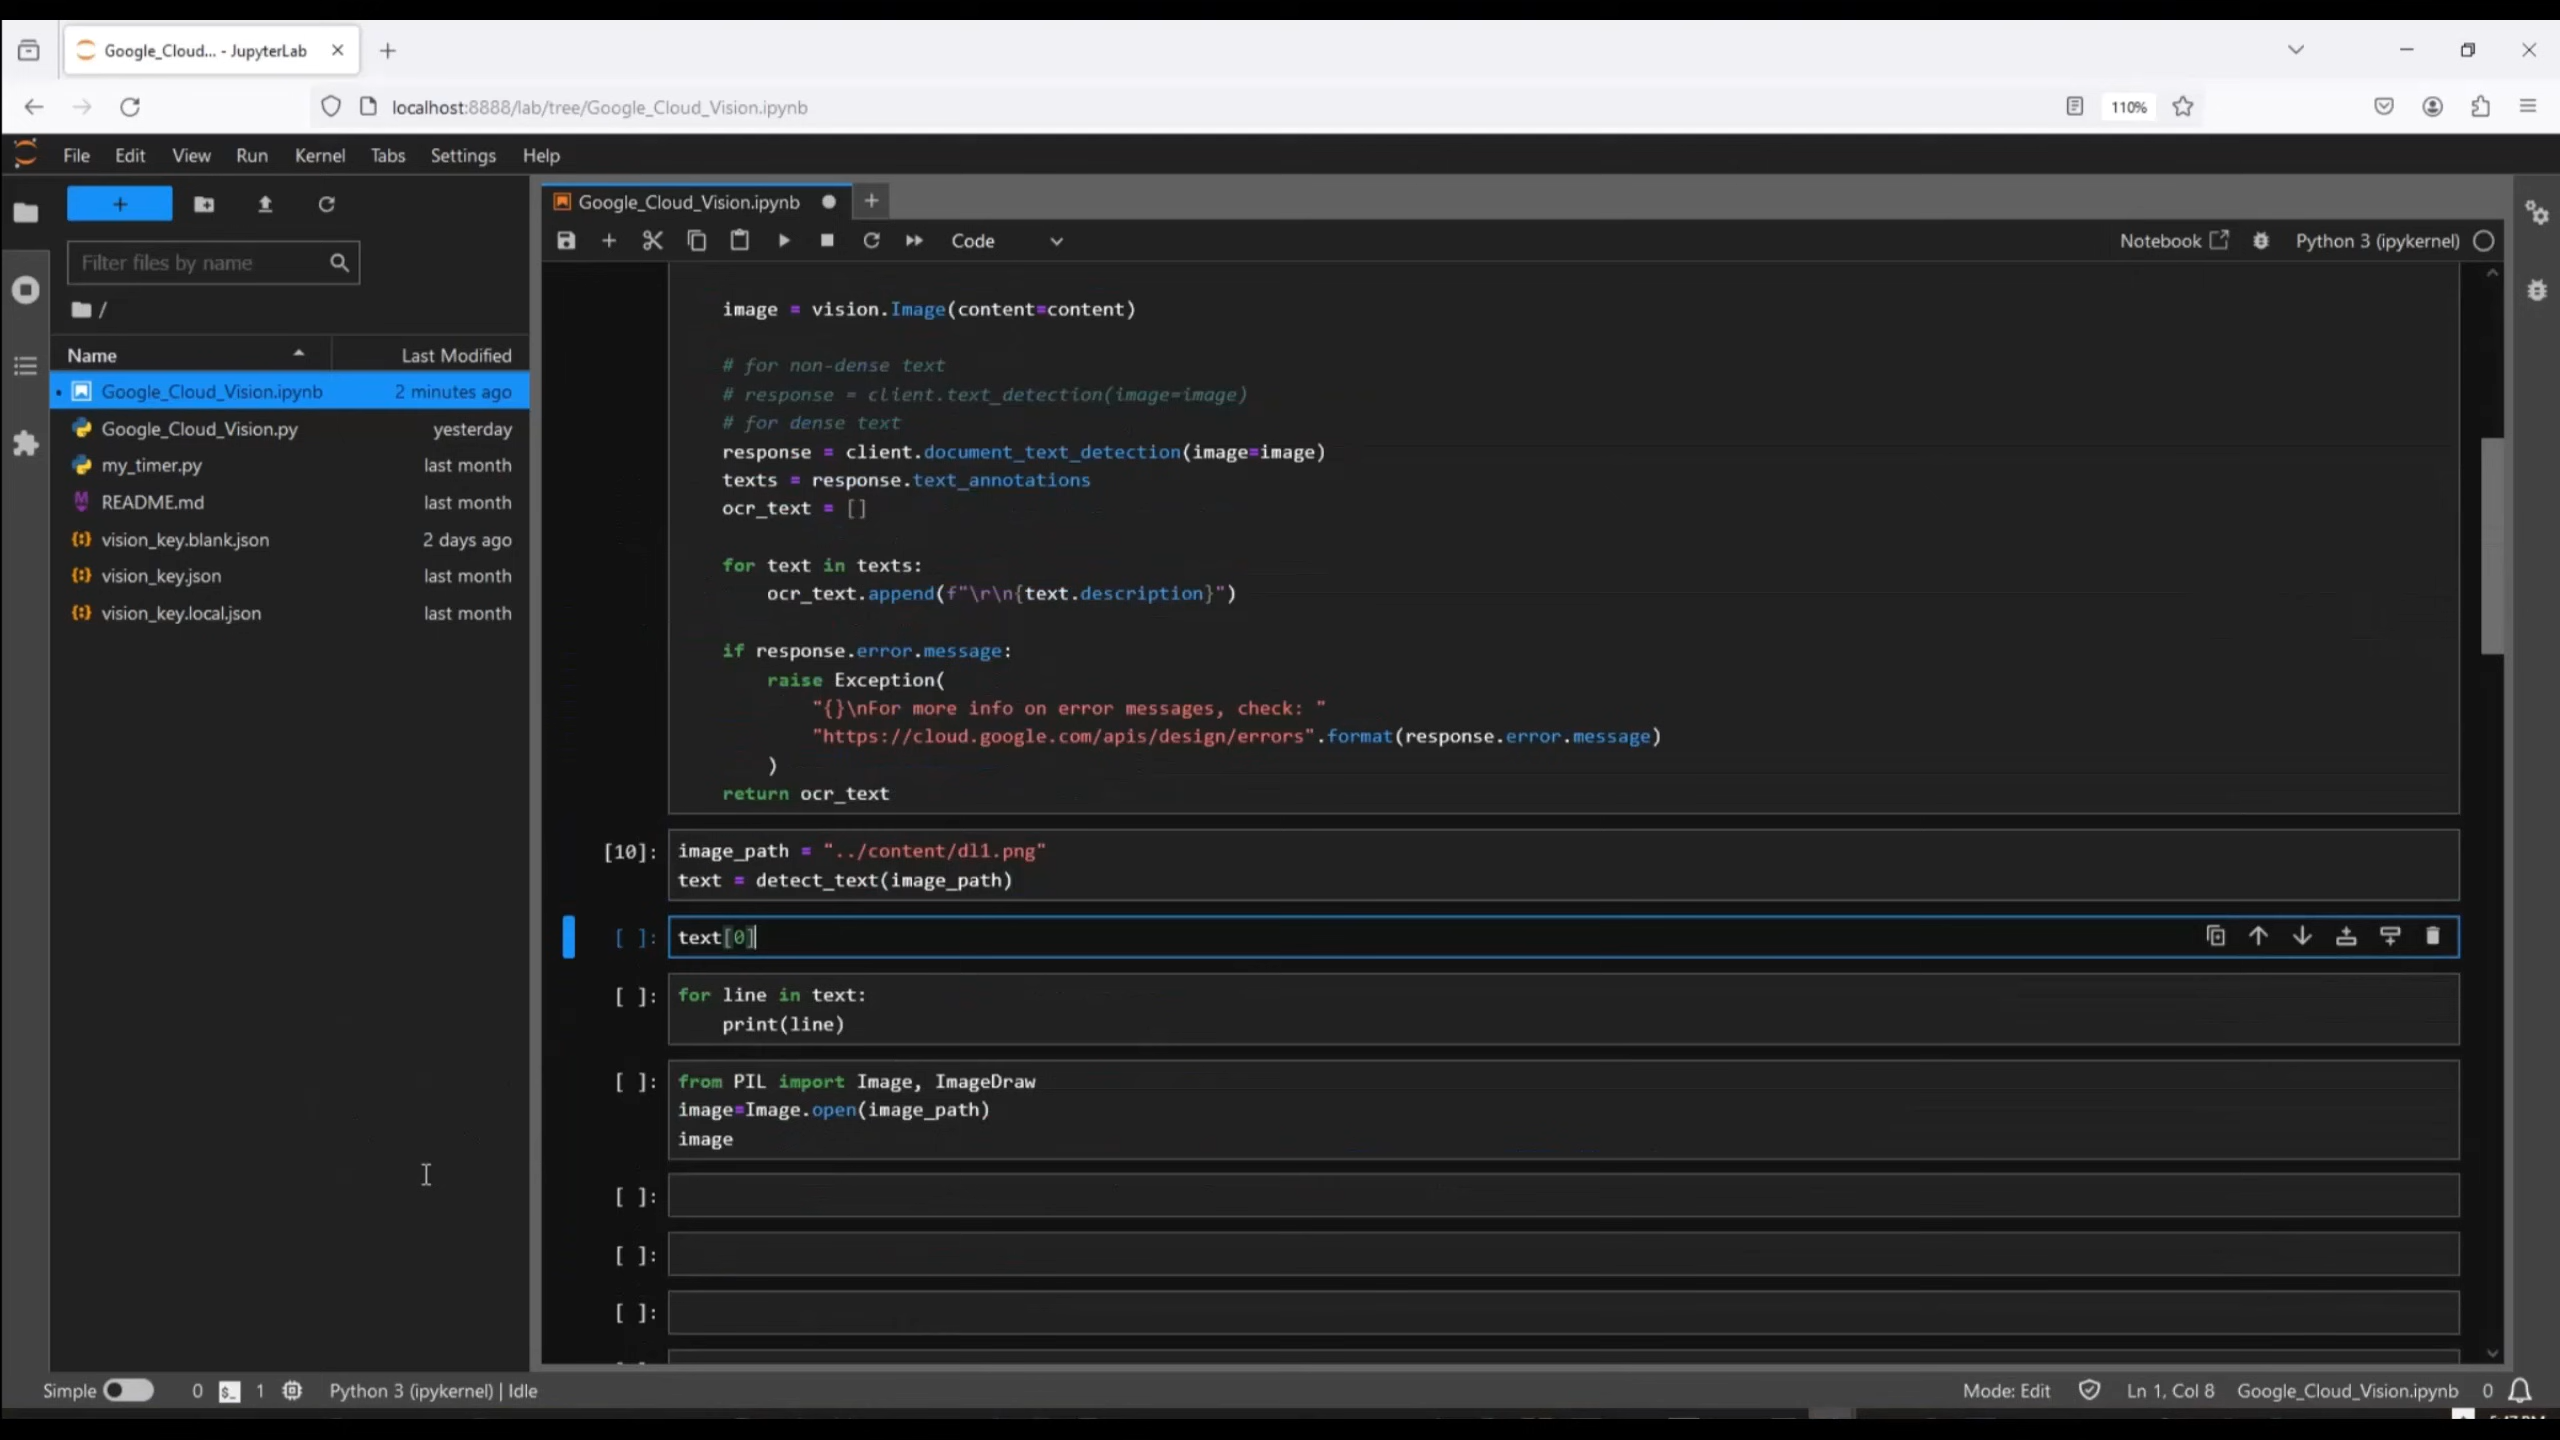 Google_Cloud... - JupyterLab
localhost:8888/lab/tree/Google_Cloud_Vision.ipynb
110%
File Edit View Run Kernel Tabs Settings Help
Filter files by name
/
Name Last Modified
Google_Cloud_Vision.ipynb 2 minutes ago
Google_Cloud_Vision.py yesterday
my_timer.py last month
README.md last month
vision_key.blank.json 2 days ago
vision_key.json last month
vision_key.local.json last month
Google_Cloud_Vision.ipynb
Code
Notebook
Python 3 (ipykernel)
image = vision.Image(content=content)
# for non-dense text
# response = client.text_detection(image=image)
# for dense text
response = client.document_text_detection(image=image)
texts = response.text_annotations
ocr_text = []
for text in texts:
ocr_text.append(f"\r\n{text.description}")
if response.error.message:
raise Exception(
"{}\nFor more info on error messages, check: "
"https://cloud.google.com/apis/design/errors".format(response.error.message)
)
return ocr_text
[10]: image_path = "../content/dl1.png"
text = detect_text(image_path)
[ ]: text[0]
[ ]: for line in text:
print(line)
[ ]: from PIL import Image, ImageDraw
image=Image.open(image_path)
image
[ ]:
[ ]:
[ ]:
Simple 0 $_ 1 Python 3 (ipykernel) | Idle
Mode: Edit Ln 1, Col 8 Google_Cloud_Vision.ipynb 0